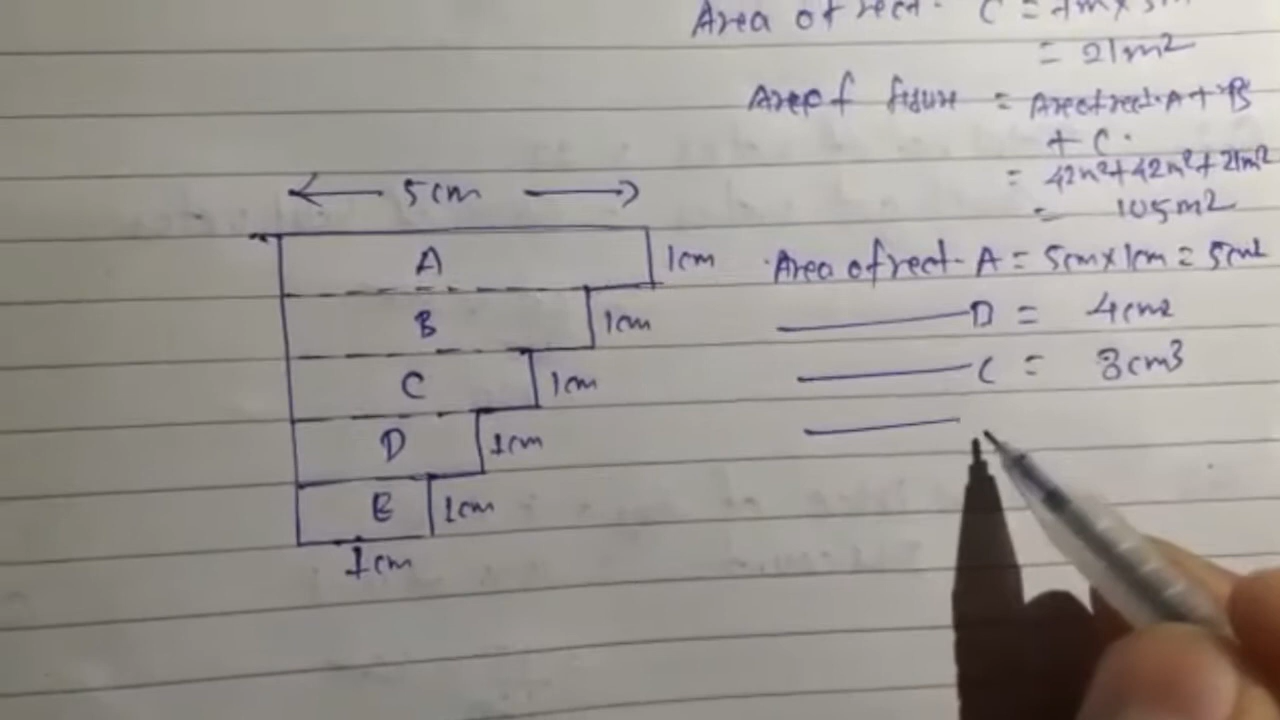 Area of rect. C = 7m x 3m
= 21m2
Area of figure = Area of rect. A + B
+ C.
= 42m2 + 42m2 + 21m2
= 105m2
5cm
A 1cm
B 1cm
C 1cm
D 1cm
E 1cm
1cm
Area of rect. A = 5cm x 1cm = 5cm2
B = 4cm2
C = 3cm3